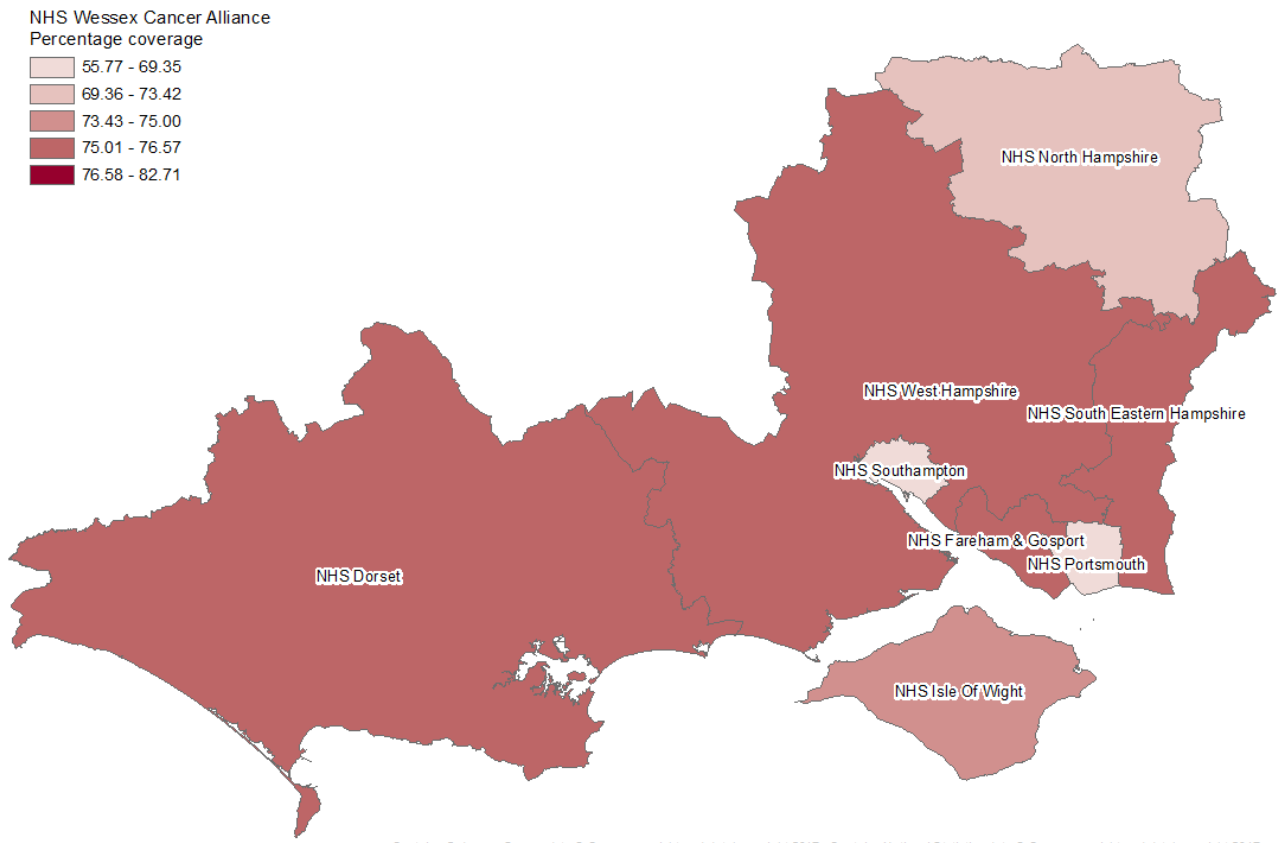 NHS Wessex Cancer Alliance
Percentage coverage
55.77 - 69.35
69.36 - 73.42
73.43 - 75.00
75.01 - 76.57
76.58 - 82.71
NHS North Hampshire
NHS West Hampshire
NHS South Eastern Hampshire
NHS Southampton
NHS Fareham & Gosport
NHS Portsmouth
NHS Dorset
NHS Isle Of Wight